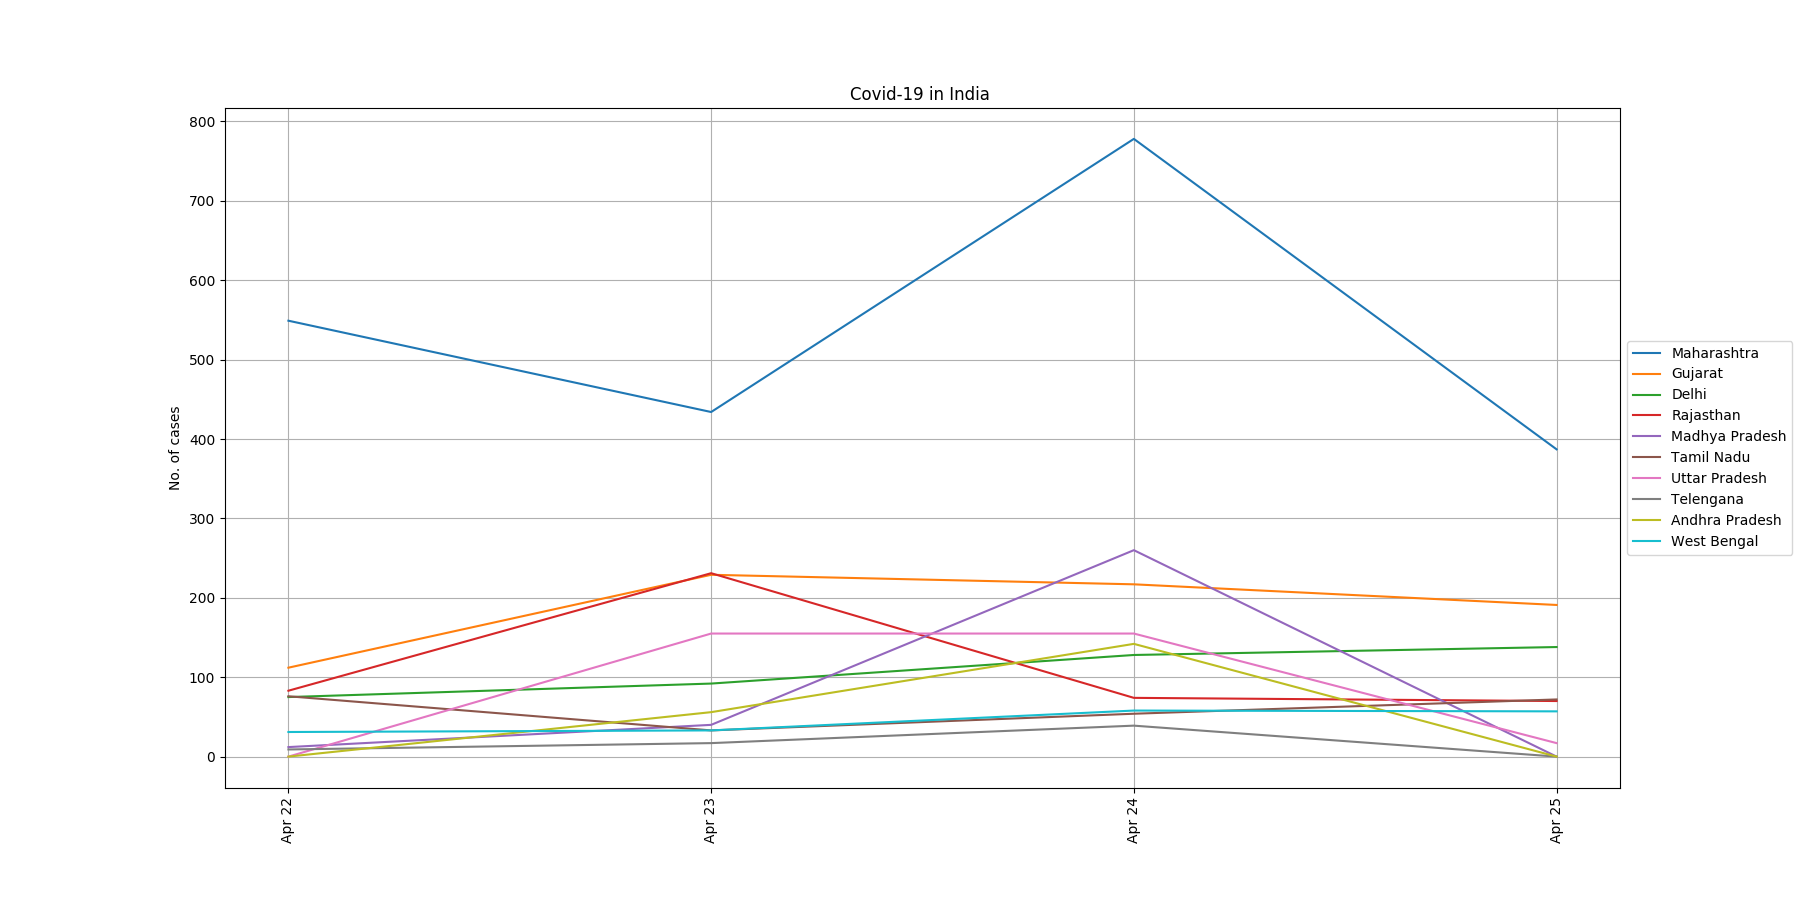 Covid-19 in India
800
700
600
500
400
300
200
100
0
No. of cases
Apr 22
Apr 23
Apr 24
Apr 25
Maharashtra
Gujarat
Delhi
Rajasthan
Madhya Pradesh
Tamil Nadu
Uttar Pradesh
Telengana
Andhra Pradesh
West Bengal